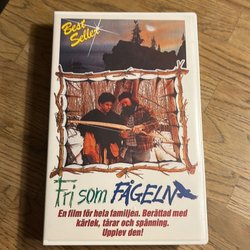 Best
Seller
Fri som FÅGELN
En film för hela familjen. Berättad med
kärlek, tårar och spänning.
Upplev den!